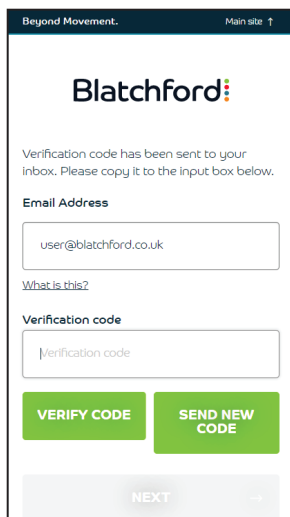 Beyond Movement. Main site ↑
Blatchford
Verification code has been sent to your
inbox. Please copy it to the input box below.
Email Address
user@blatchford.co.uk
What is this?
Verification code
Verification code
VERIFY CODE
SEND NEW
CODE
NEXT →